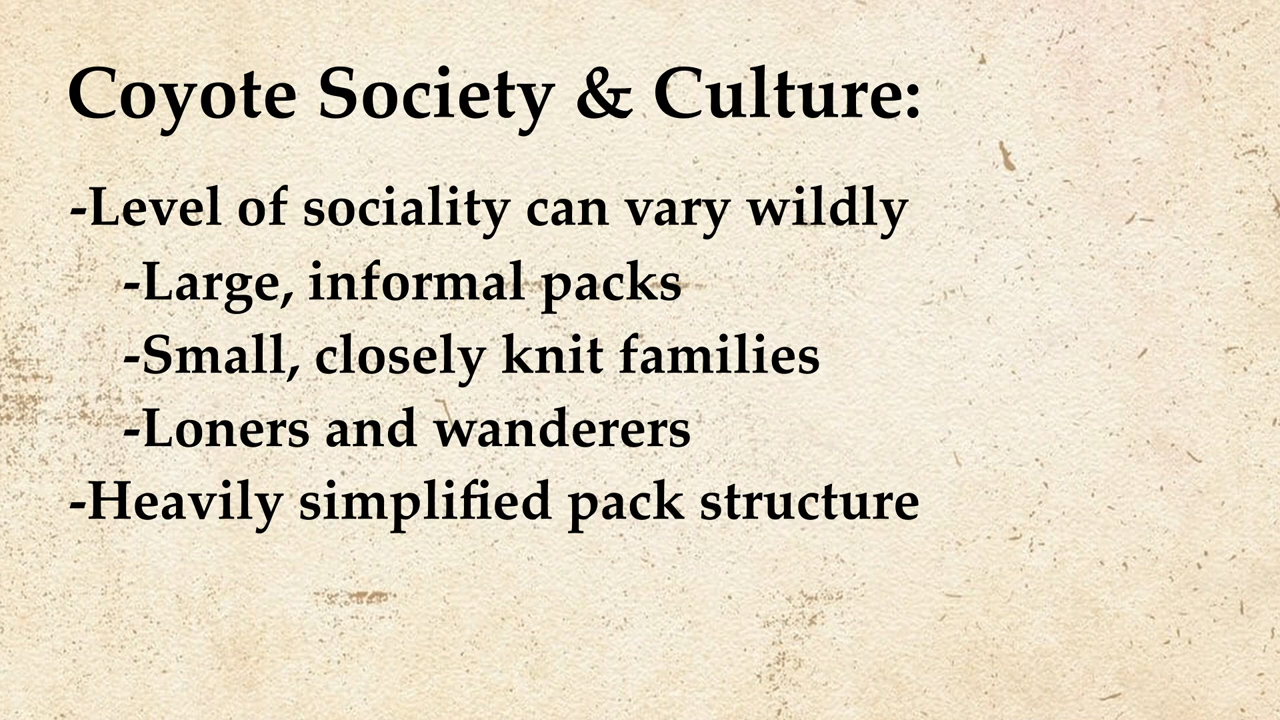 Coyote Society & Culture:
-Level of sociality can vary wildly
-Large, informal packs
-Small, closely knit families
-Loners and wanderers
-Heavily simplified pack structure